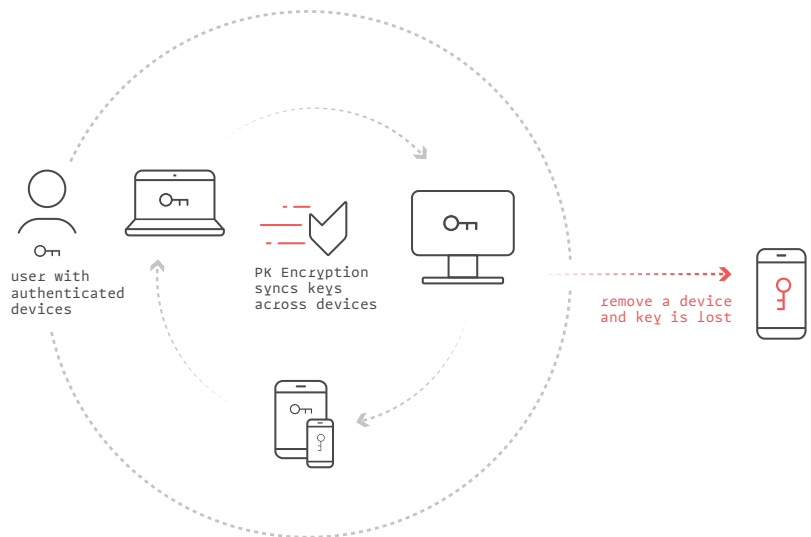 user with
authenticated
devices
PK Encryption
syncs keys
across devices
remove a device
and key is lost